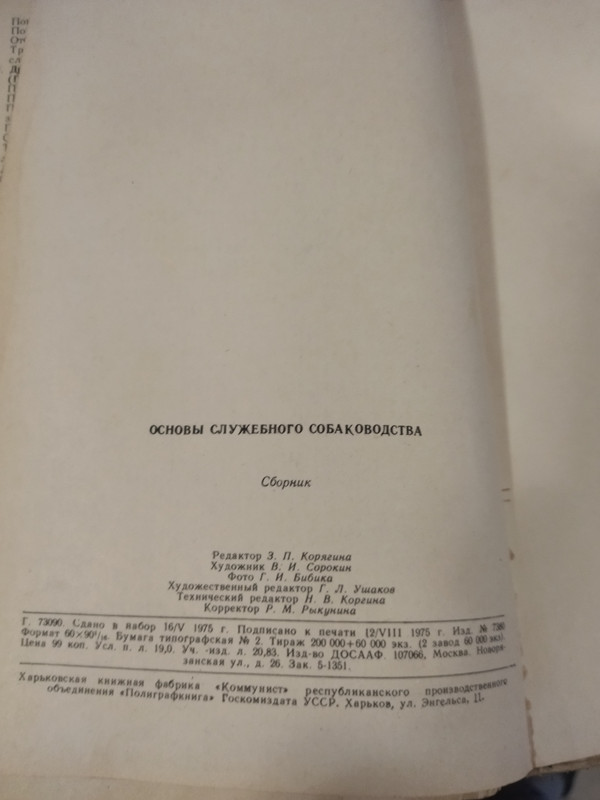 ОСНОВЫ СЛУЖЕБНОГО СОБАКОВОДСТВА
Сборник
Редактор З. П. Корягина
Художник В. И. Сорокин
Фото Г. И. Бибика
Художественный редактор Г. Л. Ушаков
Технический редактор Н. В. Коргина
Корректор Р. М. Рыкунина
Г. 73090. Сдано в набор 16/V 1975 г. Подписано к печати 12/VIII 1975 г. Изд. №
Формат 60×90¹/₁₆. Бумага типографская № 2. Тираж 200 000+60 000 экз. (2 завод 60 000 экз).
Цена 99 коп. Усл. п. л. 19,0. Уч. -изд. л. 20,83. Изд-во ДОСААФ. 107066, Москва. Новоря-
занская ул., д. 26. Зак. 5-1351.
Харьковская книжная фабрика «Коммунист» республиканского производственного
объединения «Полиграфкнига» Госкомиздата УССР. Харьков, ул. Энгельса, 11.